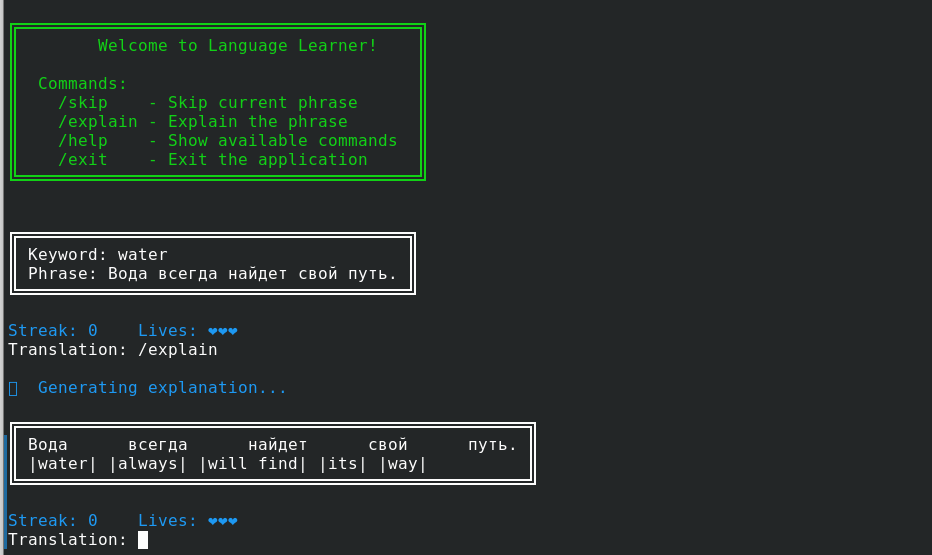 Welcome to Language Learner!
Commands:
/skip    - Skip current phrase
/explain - Explain the phrase
/help    - Show available commands
/exit    - Exit the application
Keyword: water
Phrase: Вода всегда найдет свой путь.
Streak: 0    Lives: ❤❤❤
Translation: /explain
Generating explanation...
Вода      всегда      найдет      свой      путь.
|water| |always| |will find| |its| |way|
Streak: 0    Lives: ❤❤❤
Translation: